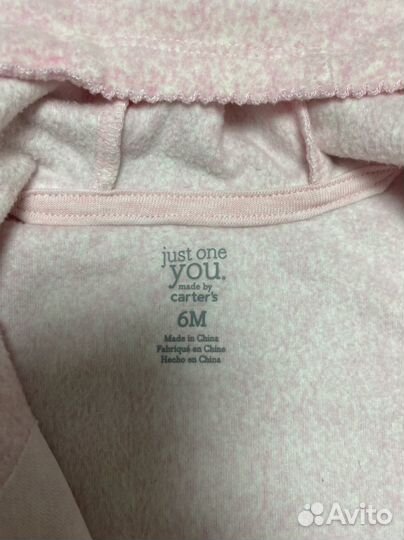 just one
you.
made by
carter's
6M
Made in China
Fabriqué en Chine
Hecho en China
Avito